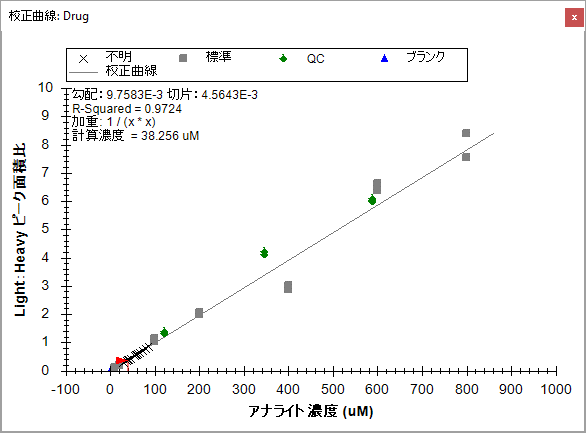 校正曲線: Drug
x
不明 標準 QC ブランク
校正曲線
勾配: 9.7583E-3 切片: 4.5643E-3
R-Squared = 0.9724
加重: 1 / (x * x)
計算濃度 = 38.256 uM
10
9
8
7
6
5
4
3
2
1
0
Light : Heavy ピーク面積比
-100 0 100 200 300 400 500 600 700 800 900 1000
アナライト濃度 (uM)